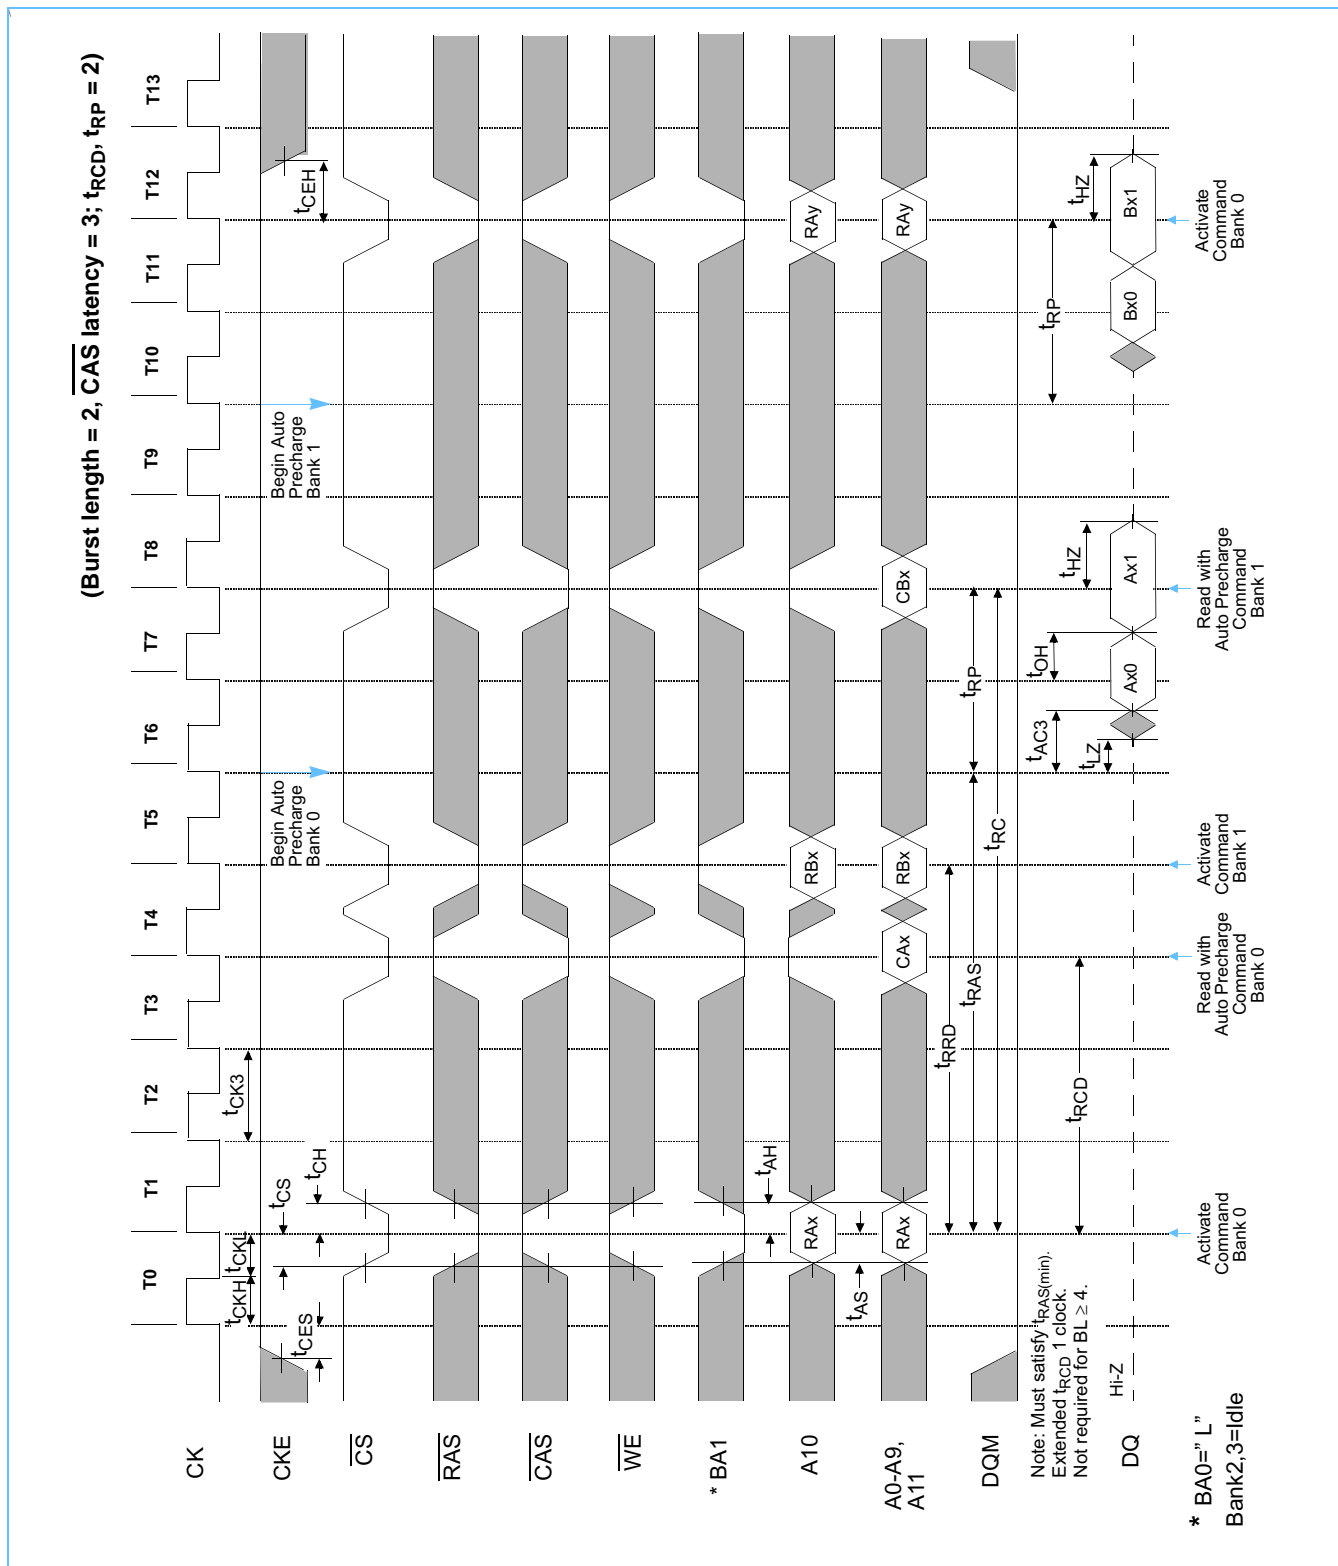 (Burst length = 2, CAS latency = 3; tRCD, tRP = 2)
T0 T1 T2 T3 T4 T5 T6 T7 T8 T9 T10 T11 T12 T13
CK
tCKH tCKL tCK3
CKE
tCES tCS tCH tCEH
Begin Auto
Precharge
Bank 0
Begin Auto
Precharge
Bank 1
CS
RAS
CAS
WE
* BA1
tAH
A10
RAx RBx RAy
tAS
A0-A9,
A11
RAx CAx RBx CBx RAy
tRRD
tRAS tRP
tRC
DQM
Note: Must satisfy tRAS(min).
Extended tRCD 1 clock.
Not required for BL ≥ 4.
tRCD
tAC3 tOH tHZ tRP tHZ
tLZ
DQ
Hi-Z
Ax0 Ax1 Bx0 Bx1
Activate
Command
Bank 0
Read with
Auto Precharge
Command
Bank 0
Activate
Command
Bank 1
Read with
Auto Precharge
Command
Bank 1
Activate
Command
Bank 0
* BA0=" L"
Bank2,3=Idle